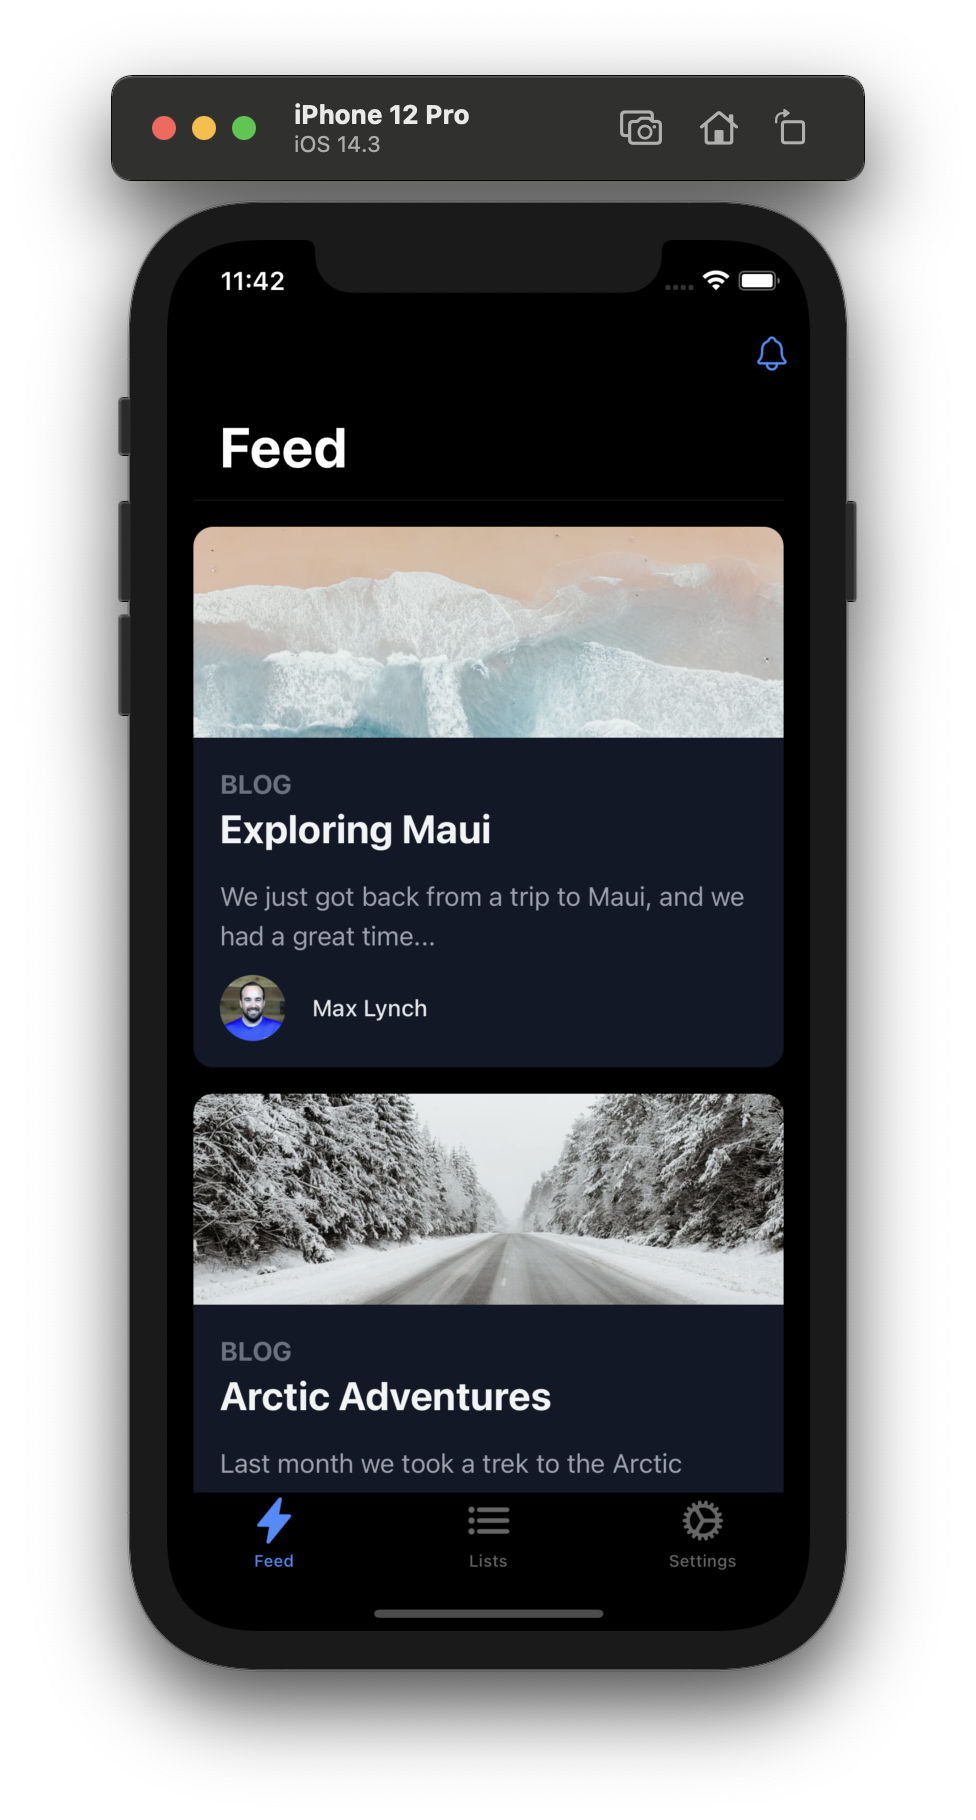 iPhone 12 Pro
iOS 14.3
11:42
Feed
BLOG
Exploring Maui
We just got back from a trip to Maui, and we
had a great time...
Max Lynch
BLOG
Arctic Adventures
Last month we took a trek to the Arctic
Feed
Lists
Settings